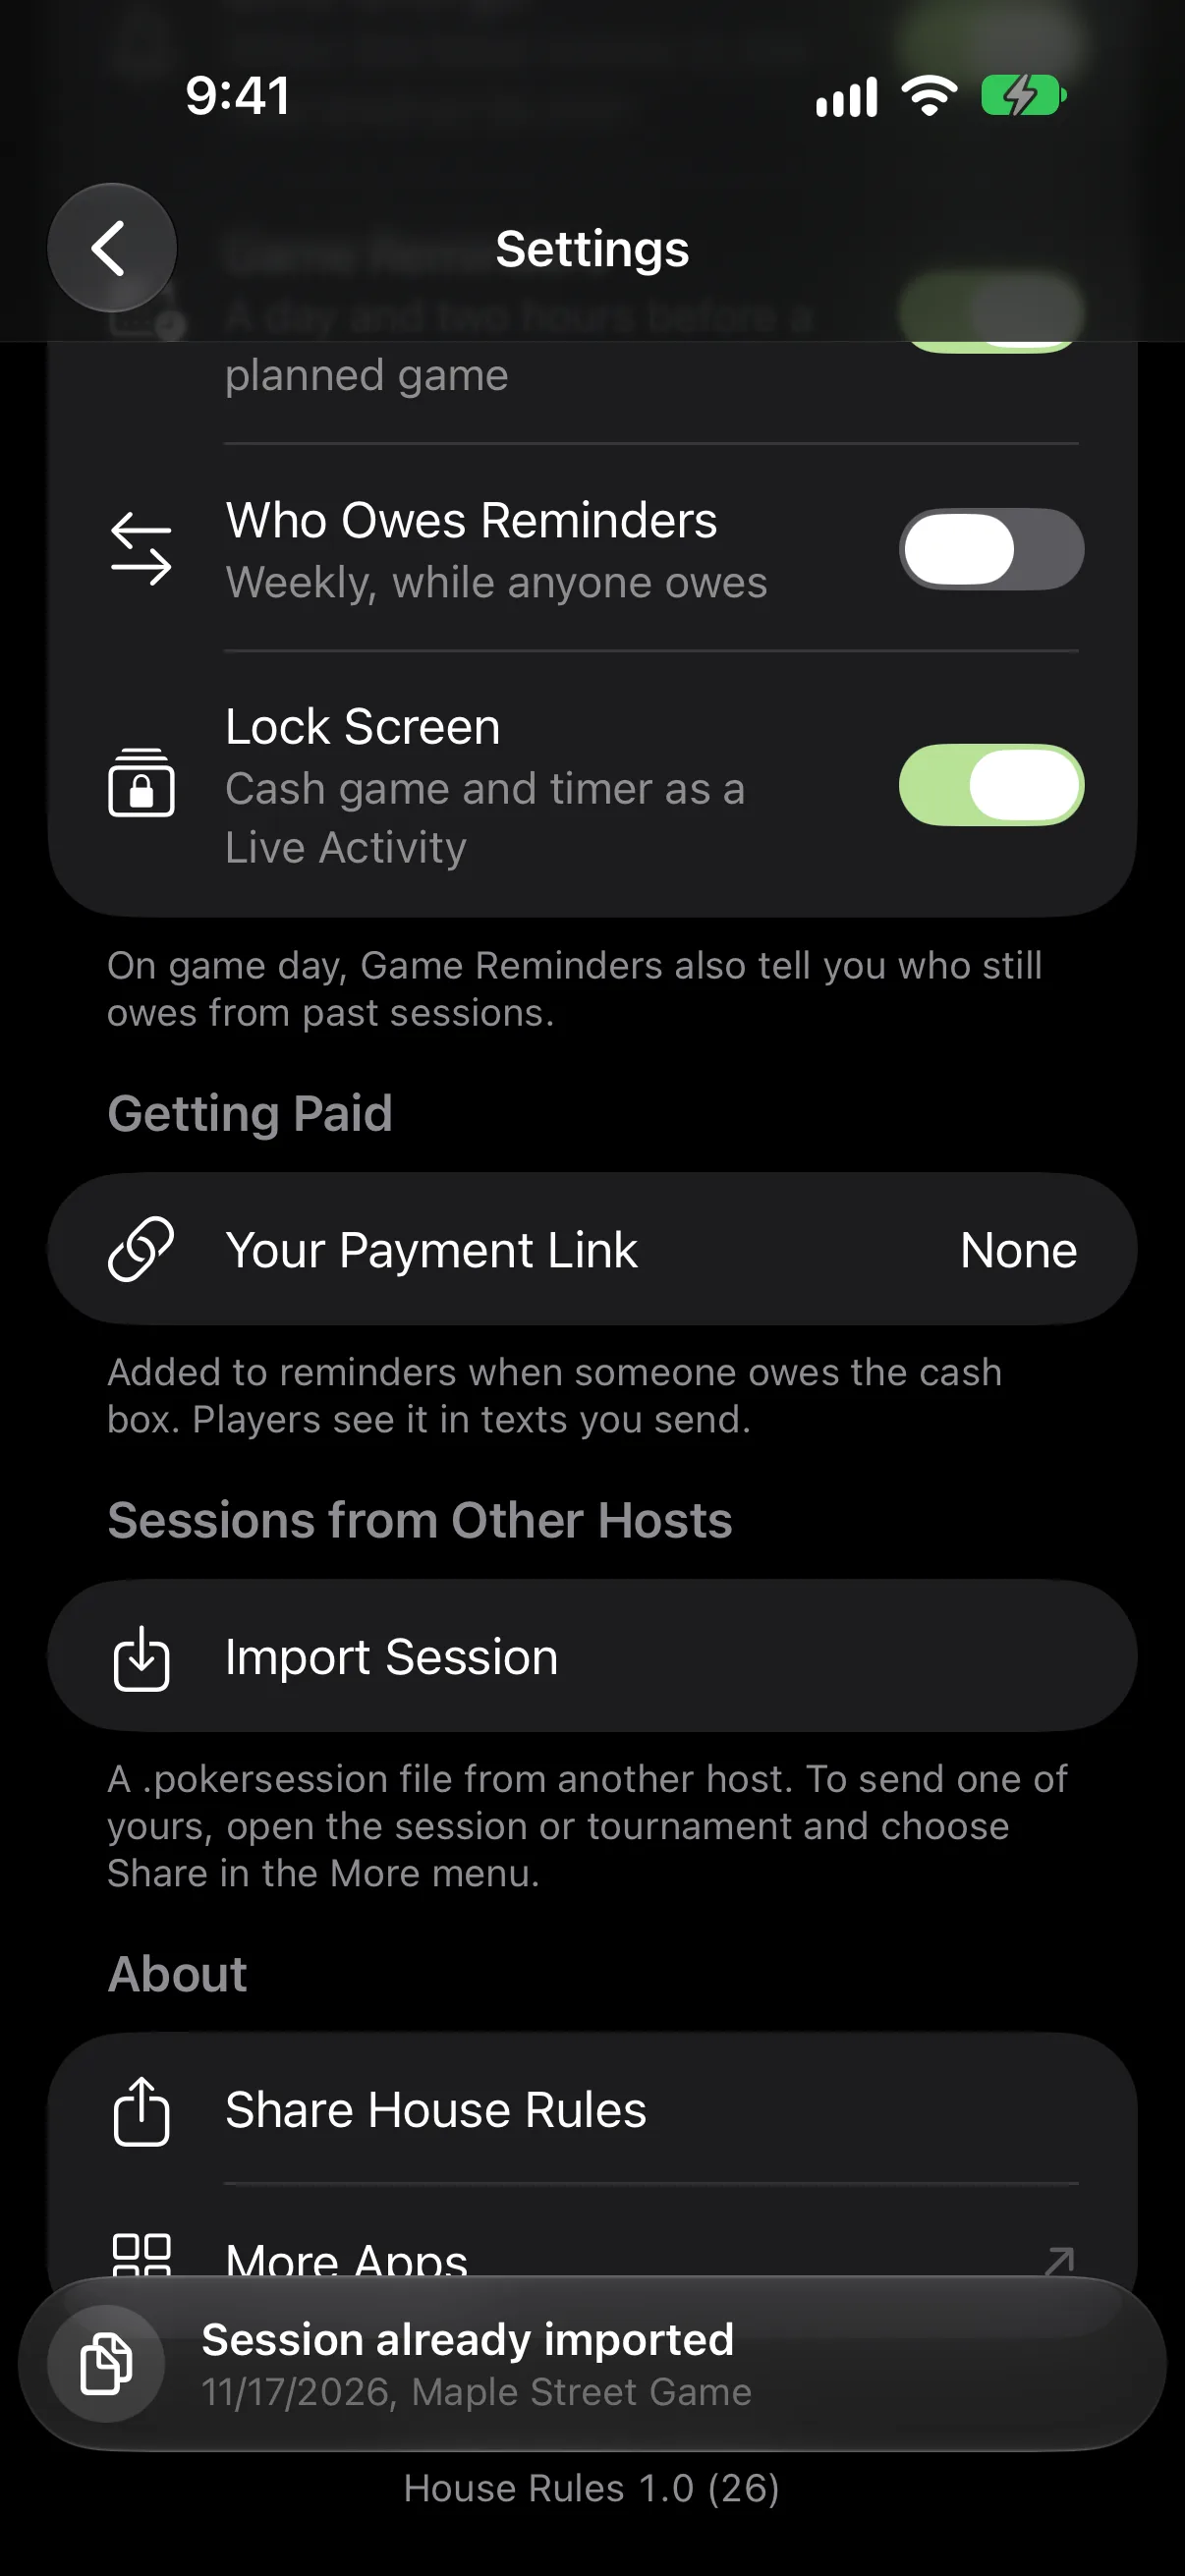 9:41
Settings
A day and two hours before a
planned game
Who Owes Reminders
Weekly, while anyone owes
Lock Screen
Cash game and timer as a
Live Activity
On game day, Game Reminders also tell you who still
owes from past sessions.
Getting Paid
Your Payment Link
None
Added to reminders when someone owes the cash
box. Players see it in texts you send.
Sessions from Other Hosts
Import Session
A .pokersession file from another host. To send one of
yours, open the session or tournament and choose
Share in the More menu.
About
Share House Rules
More Apps
Session already imported
11/17/2026, Maple Street Game
House Rules 1.0 (26)